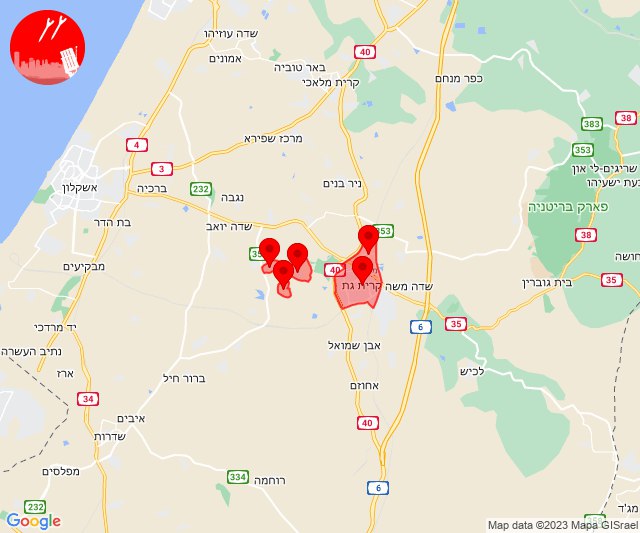 שדה עוזיהו
אמונים
40
באר טוביה
קרית מלאכי
כפר מנחם
383
38
4
מרכז שפירא
353
3
שריגים-לי און
אשקלון
ברכיה
232
נגבה
ניר בנים
פארק בריטניה
בת הדר
שדה יואב
38
מבקיעים
40
35
קרית גת
שדה משה
בית גוברין
יד מרדכי
6
35
נתיב העשרה
אבן שמואל
ארז
ברור חיל
אחוזם
לכיש
34
איבים
40
שדרות
מפלסים
334
רוחמה
6
232
Google
Map data ©2023 Mapa GISrael